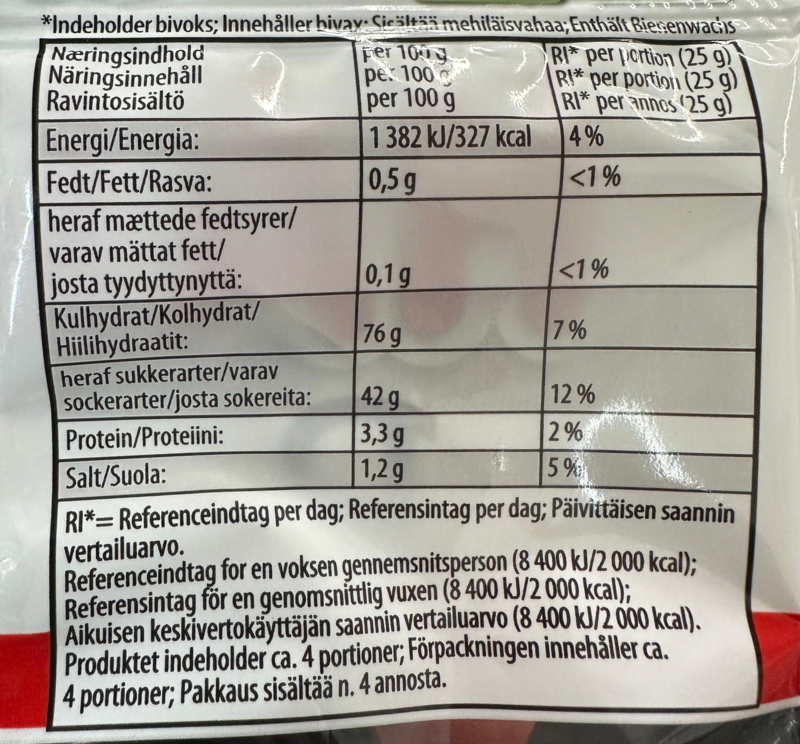 *Indeholder bivoks; Innehåller bivax; Sisältää mehiläisvahaa; Enthält Bienenwachs
Næringsindhold per 100 g RI* per portion (25 g)
Näringsinnehåll per 100 g RI* per portion (25 g)
Ravintosisältö per 100 g RI* per annos (25 g)
Energi/Energia: 1 382 kJ/327 kcal 4 %
Fedt/Fett/Rasva: 0,5 g <1 %
heraf mættede fedtsyrer/
varav mättat fett/
josta tyydyttynyttä: 0,1 g <1 %
Kulhydrat/Kolhydrat/
Hiilihydraatit: 76 g 7 %
heraf sukkerarter/varav
sockerarter/josta sokereita: 42 g 12 %
Protein/Proteiini: 3,3 g 2 %
Salt/Suola: 1,2 g 5 %
RI*= Referenceindtag per dag; Referensintag per dag; Päivittäisen saannin
vertailuarvo.
Referenceindtag for en voksen gennemsnitsperson (8 400 kJ/2 000 kcal);
Referensintag för en genomsnittlig vuxen (8 400 kJ/2 000 kcal);
Aikuisen keskivertokäyttäjän saannin vertailuarvo (8 400 kJ/2 000 kcal).
Produktet indeholder ca. 4 portioner; Förpackningen innehåller ca.
4 portioner; Pakkaus sisältää n. 4 annosta.